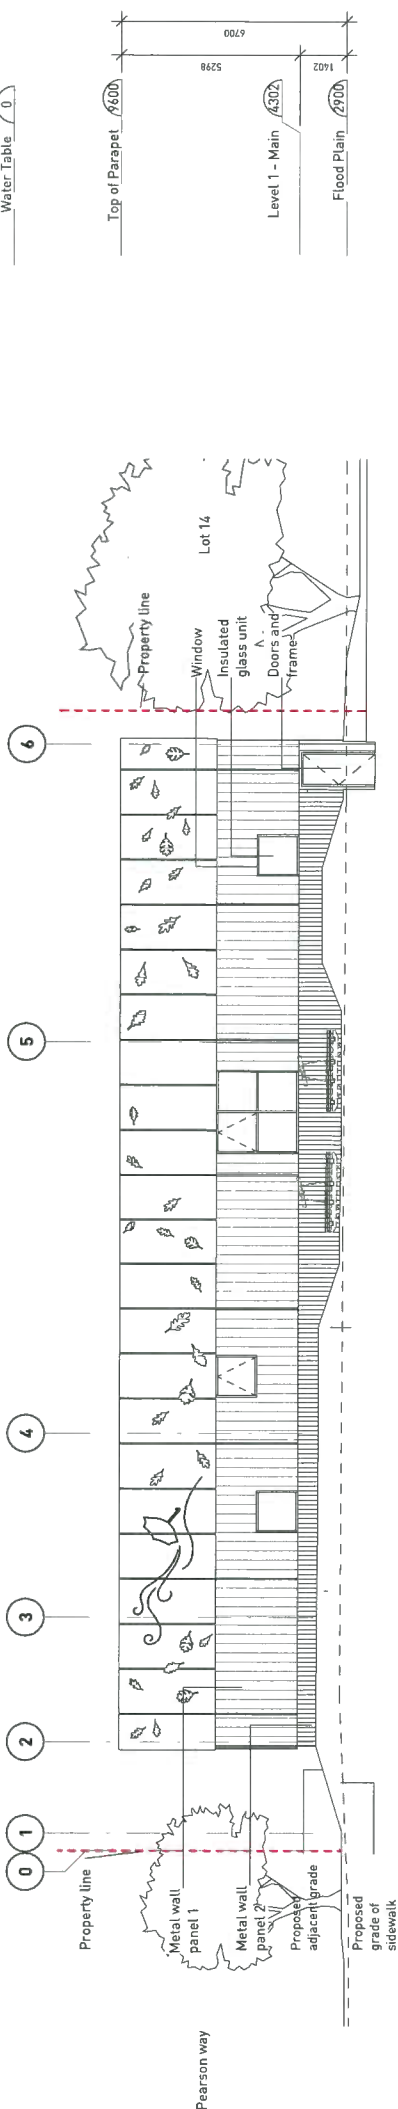 0
1
2
3
4
5
6
Pearson way
Property line
Metal wall
panel 1
Metal wall
panel 2
Proposed
adjacent grade
Proposed
grade of
sidewalk
Property line
Lot 14
Window
Insulated
glass unit
Doors and
frame
Water Table
0
Top of Parapet
9600
Level 1 - Main
4302
Flood Plain
2900
6700
5298
1402